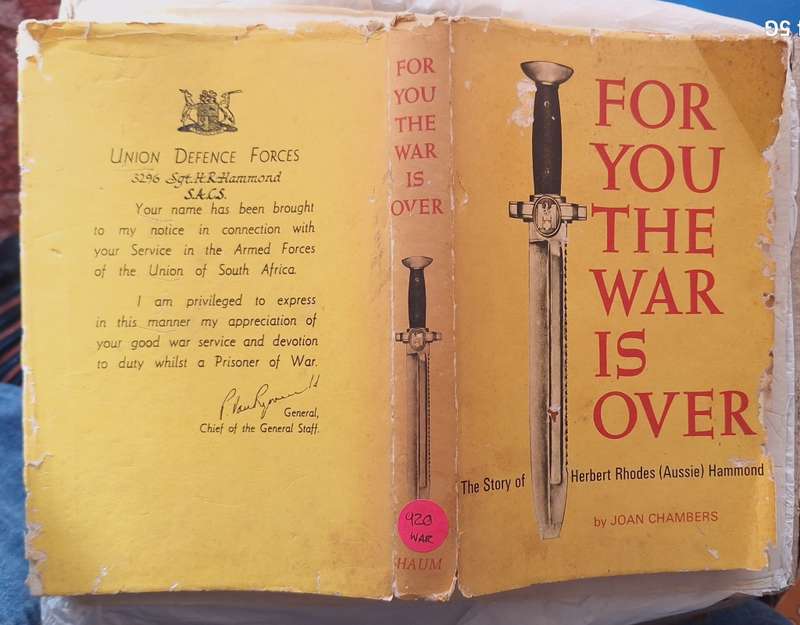 UNION DEFENCE FORCES
3296 Sgt. H.R. Hammond
S.A.C.S.
Your name has been brought
to my notice in connection with
your Service in the Armed Forces
of the Union of South Africa.
I am privileged to express
in this manner my appreciation of
your good war service and devotion
to duty whilst a Prisoner of War.
General,
Chief of the General Staff.
FOR
YOU
THE
WAR
IS
OVER
920
WAR
HAUM
FOR
YOU
THE
WAR
IS
OVER
The Story of Herbert Rhodes (Aussie) Hammond
by JOAN CHAMBERS
5G